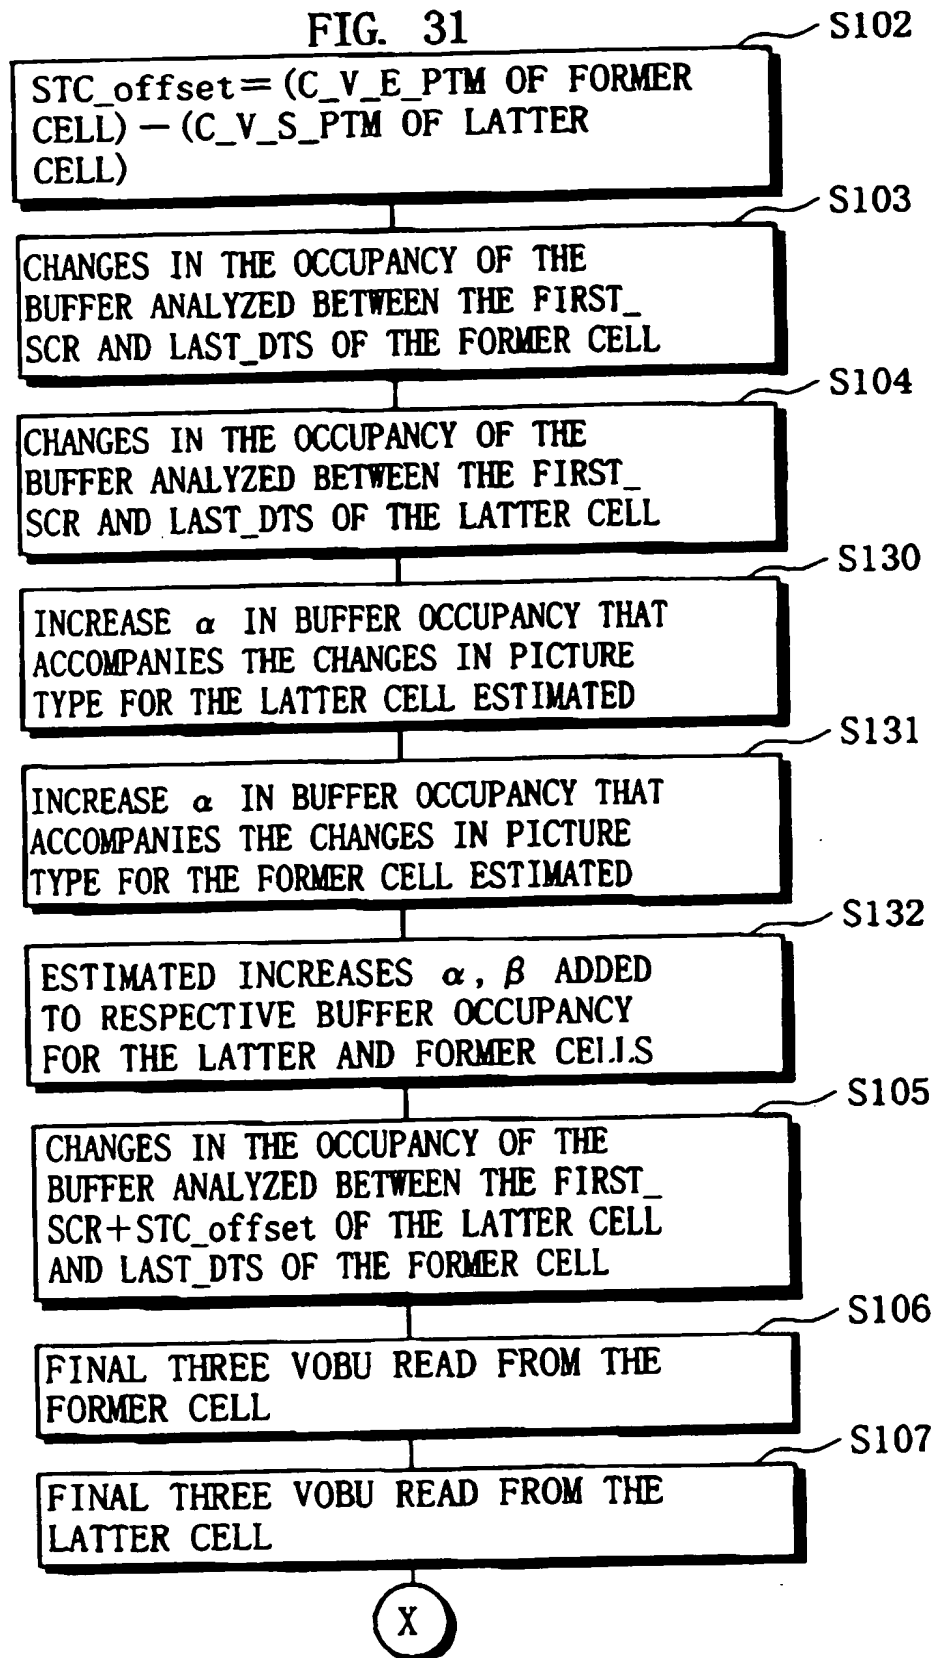 FIG. 31
S102
STC_offset=(C_V_E_PTM OF FORMER
CELL)-(C_V_S_PTM OF LATTER
CELL)
S103
CHANGES IN THE OCCUPANCY OF THE
BUFFER ANALYZED BETWEEN THE FIRST_
SCR AND LAST_DTS OF THE FORMER CELL
S104
CHANGES IN THE OCCUPANCY OF THE
BUFFER ANALYZED BETWEEN THE FIRST_
SCR AND LAST_DTS OF THE LATTER CELL
S130
INCREASE α IN BUFFER OCCUPANCY THAT
ACCOMPANIES THE CHANGES IN PICTURE
TYPE FOR THE LATTER CELL ESTIMATED
S131
INCREASE α IN BUFFER OCCUPANCY THAT
ACCOMPANIES THE CHANGES IN PICTURE
TYPE FOR THE FORMER CELL ESTIMATED
S132
ESTIMATED INCREASES α, β ADDED
TO RESPECTIVE BUFFER OCCUPANCY
FOR THE LATTER AND FORMER CELLS
S105
CHANGES IN THE OCCUPANCY OF THE
BUFFER ANALYZED BETWEEN THE FIRST_
SCR+STC_offset OF THE LATTER CELL
AND LAST_DTS OF THE FORMER CELL
S106
FINAL THREE VOBU READ FROM THE
FORMER CELL
S107
FINAL THREE VOBU READ FROM THE
LATTER CELL
X